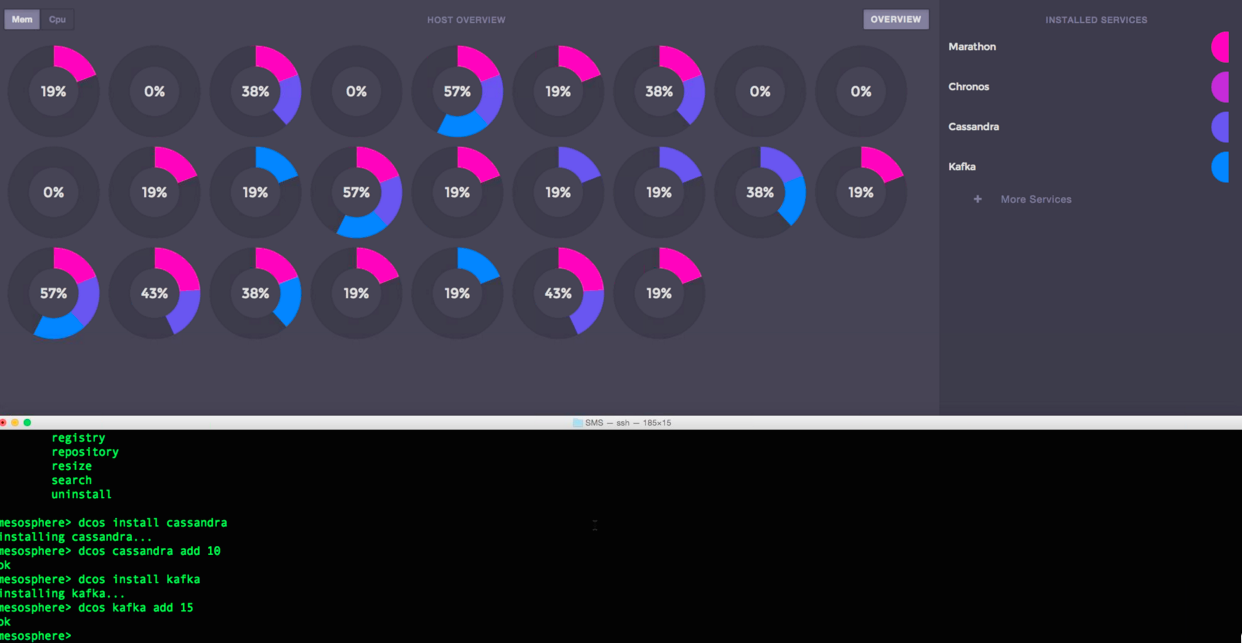 Mem Cpu HOST OVERVIEW OVERVIEW
19% 0% 38% 0% 57% 19% 38% 0% 0%
0% 19% 19% 57% 19% 19% 19% 38% 19%
57% 43% 38% 19% 19% 43% 19%
INSTALLED SERVICES
Marathon
Chronos
Cassandra
Kafka
+ More Services
SMS — ssh — 185×15
registry
repository
resize
search
uninstall
mesosphere> dcos install cassandra
installing cassandra...
mesosphere> dcos cassandra add 10
ok
mesosphere> dcos install kafka
installing kafka...
mesosphere> dcos kafka add 15
ok
mesosphere>